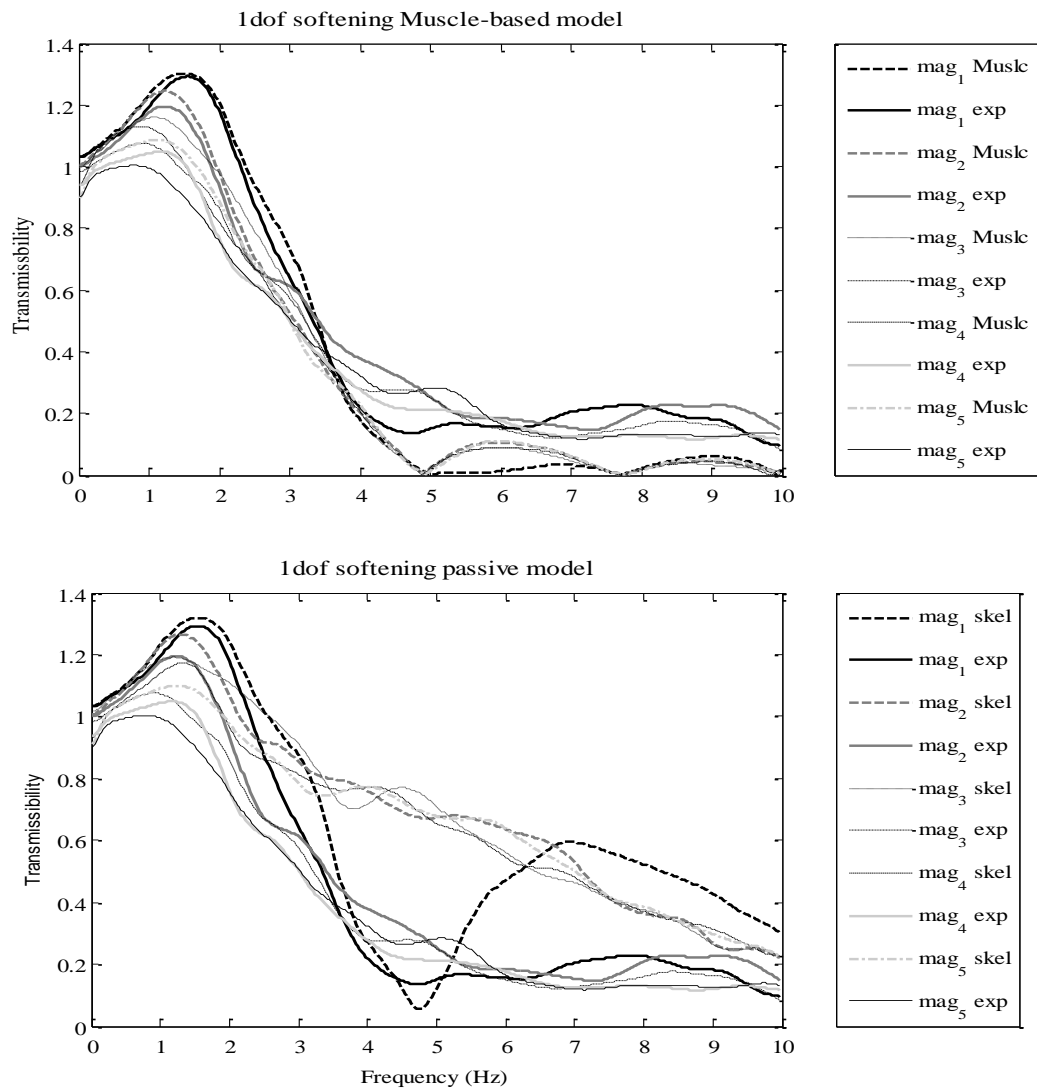 1dof softening Muscle-based model
1.4
1.2
1
0.8
0.6
0.4
0.2
0
Transmissbility
0 1 2 3 4 5 6 7 8 9 10
mag1 Muslc
mag1 exp
mag2 Muslc
mag2 exp
mag3 Muslc
mag3 exp
mag4 Muslc
mag4 exp
mag5 Muslc
mag5 exp
1dof softening passive model
1.4
1.2
1
0.8
0.6
0.4
0.2
0
Transmissibility
0 1 2 3 4 5 6 7 8 9 10
Frequency (Hz)
mag1 skel
mag1 exp
mag2 skel
mag2 exp
mag3 skel
mag3 exp
mag4 skel
mag4 exp
mag5 skel
mag5 exp